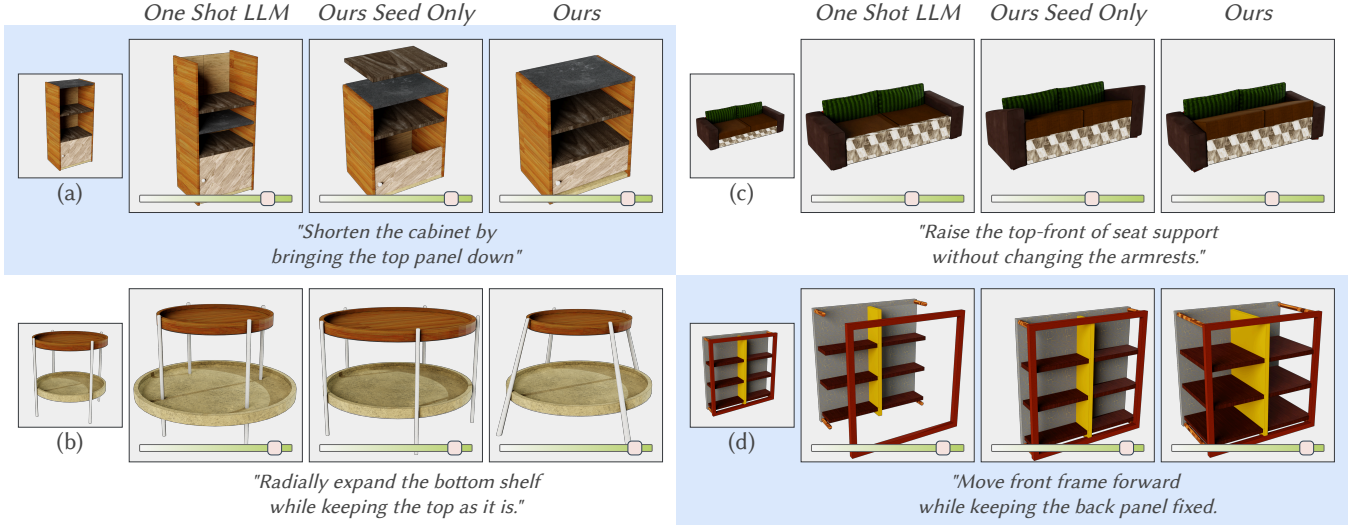 One Shot LLM Ours Seed Only Ours
One Shot LLM Ours Seed Only Ours
(a)
"Shorten the cabinet by
bringing the top panel down"
(c)
"Raise the top-front of seat support
without changing the armrests."
(b)
"Radially expand the bottom shelf
while keeping the top as it is."
(d)
"Move front frame forward
while keeping the back panel fixed.